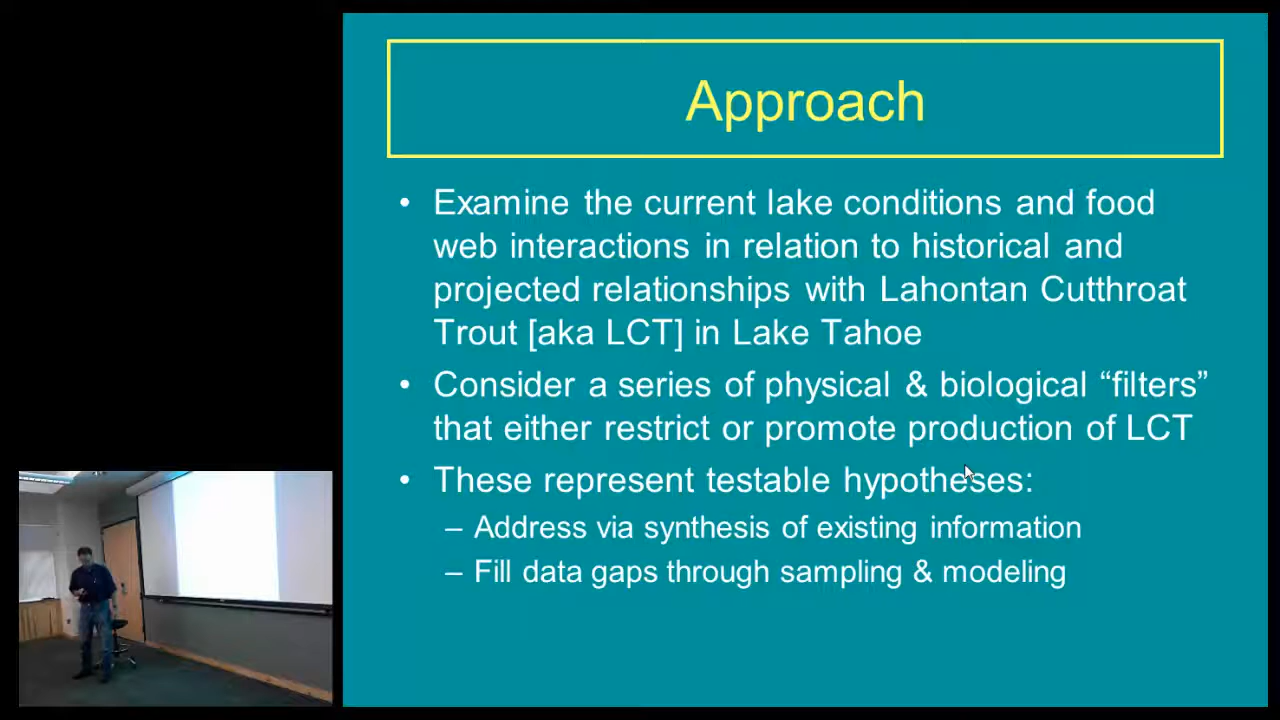 Approach
• Examine the current lake conditions and food
web interactions in relation to historical and
projected relationships with Lahontan Cutthroat
Trout [aka LCT] in Lake Tahoe
• Consider a series of physical & biological “filters”
that either restrict or promote production of LCT
• These represent testable hypotheses:
– Address via synthesis of existing information
– Fill data gaps through sampling & modeling